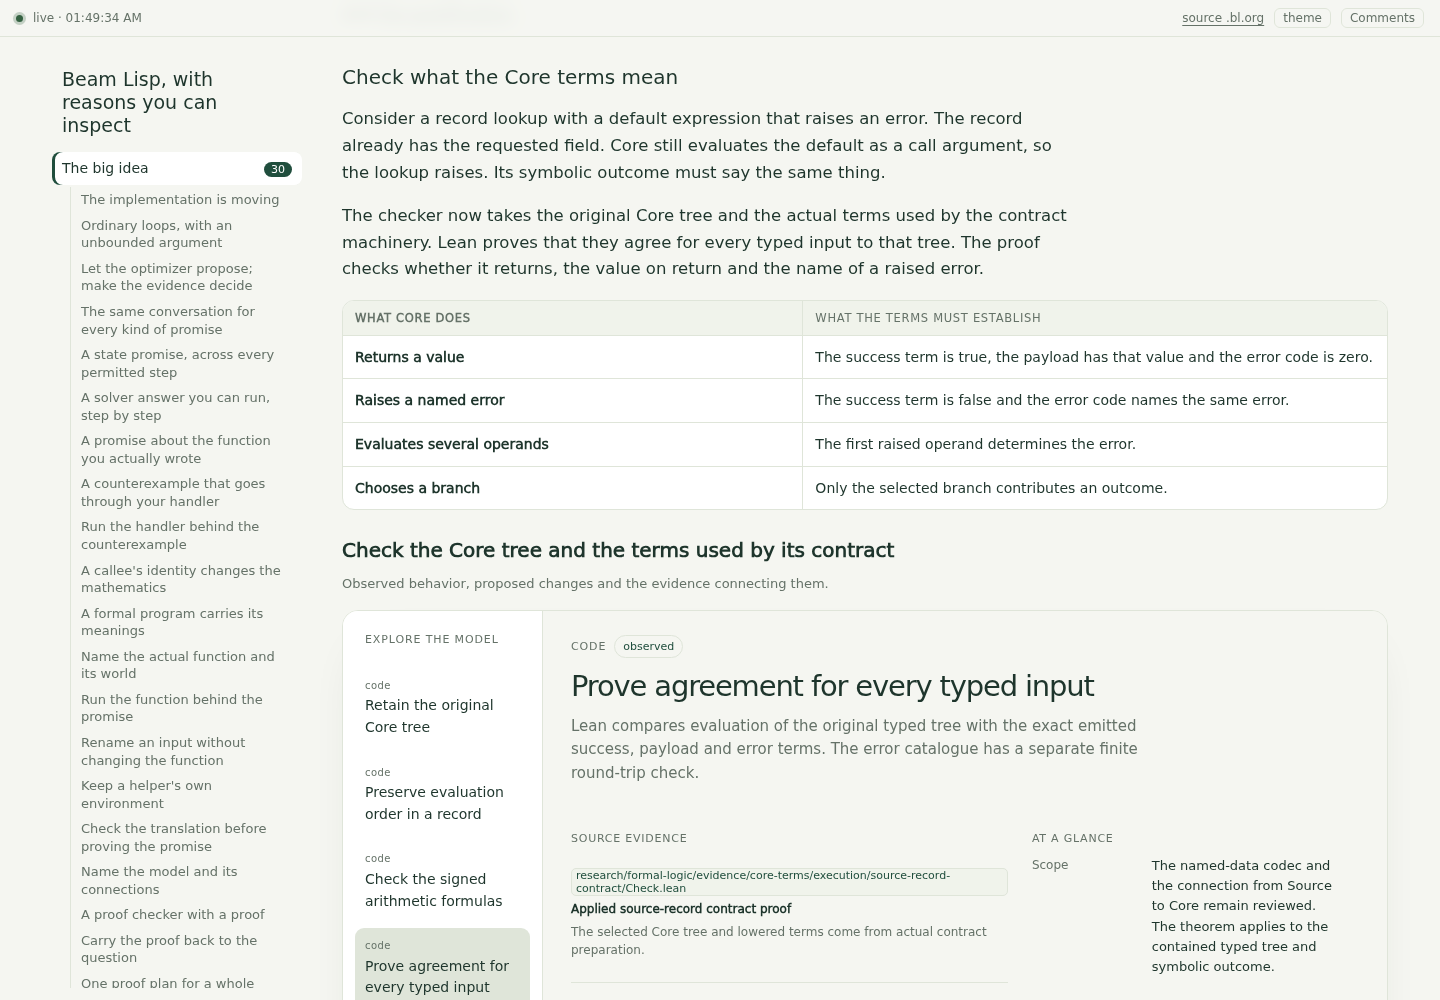 live · 01:49:34 AM
source .bl.org
theme
Comments
Beam Lisp, with
reasons you can
inspect
The big idea
30
The implementation is moving
Ordinary loops, with an
unbounded argument
Let the optimizer propose;
make the evidence decide
The same conversation for
every kind of promise
A state promise, across every
permitted step
A solver answer you can run,
step by step
A promise about the function
you actually wrote
A counterexample that goes
through your handler
Run the handler behind the
counterexample
A callee's identity changes the
mathematics
A formal program carries its
meanings
Name the actual function and
its world
Run the function behind the
promise
Rename an input without
changing the function
Keep a helper's own
environment
Check the translation before
proving the promise
Name the model and its
connections
A proof checker with a proof
Carry the proof back to the
question
One proof plan for a whole
Check what the Core terms mean
Consider a record lookup with a default expression that raises an error. The record
already has the requested field. Core still evaluates the default as a call argument, so
the lookup raises. Its symbolic outcome must say the same thing.
The checker now takes the original Core tree and the actual terms used by the contract
machinery. Lean proves that they agree for every typed input to that tree. The proof
checks whether it returns, the value on return and the name of a raised error.
WHAT CORE DOES
WHAT THE TERMS MUST ESTABLISH
Returns a value
The success term is true, the payload has that value and the error code is zero.
Raises a named error
The success term is false and the error code names the same error.
Evaluates several operands
The first raised operand determines the error.
Chooses a branch
Only the selected branch contributes an outcome.
Check the Core tree and the terms used by its contract
Observed behavior, proposed changes and the evidence connecting them.
EXPLORE THE MODEL
code
Retain the original
Core tree
code
Preserve evaluation
order in a record
code
Check the signed
arithmetic formulas
code
Prove agreement for
every typed input
CODE
observed
Prove agreement for every typed input
Lean compares evaluation of the original typed tree with the exact emitted
success, payload and error terms. The error catalogue has a separate finite
round-trip check.
SOURCE EVIDENCE
research/formal-logic/evidence/core-terms/execution/source-record-
contract/Check.lean
Applied source-record contract proof
The selected Core tree and lowered terms come from actual contract
preparation.
AT A GLANCE
Scope
The named-data codec and
the connection from Source
to Core remain reviewed.
The theorem applies to the
contained typed tree and
symbolic outcome.